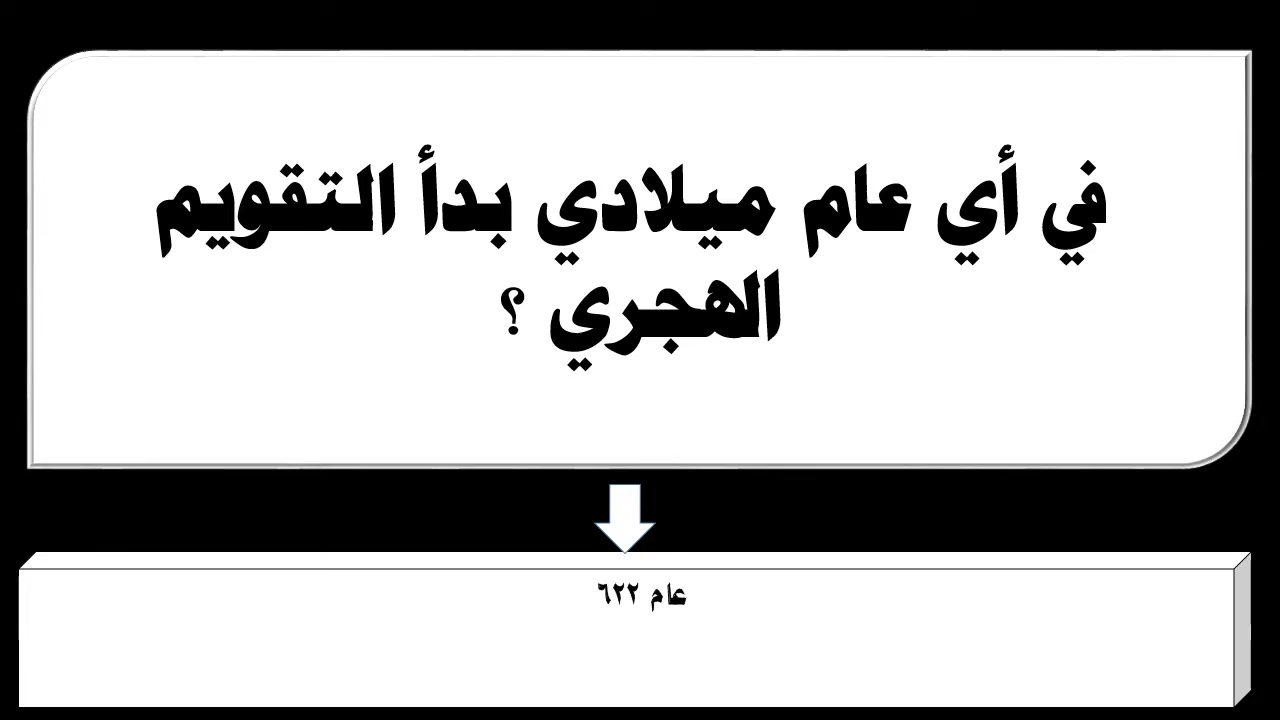 في أي عام ميلادي بدأ التقويم
الهجري ؟
عام ٦٢٢